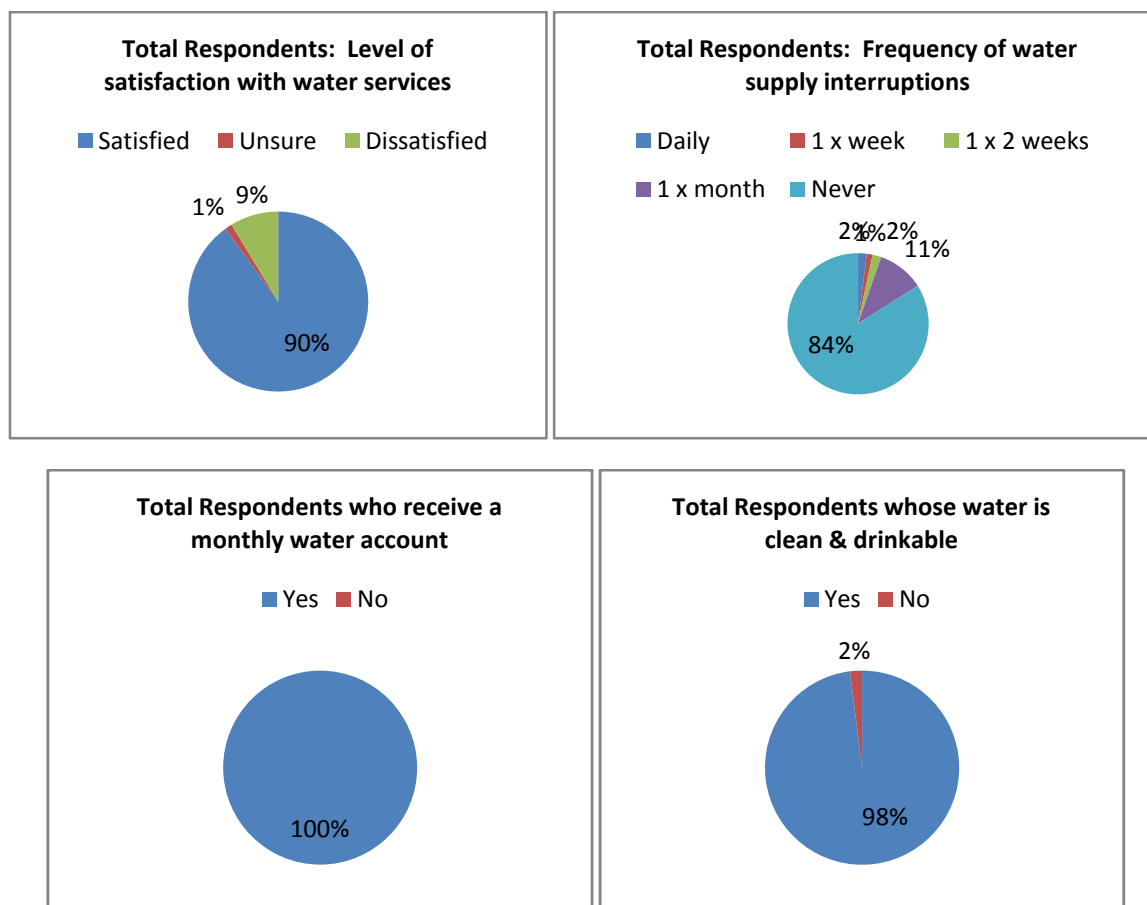 Total Respondents: Level of
satisfaction with water services
Satisfied Unsure Dissatisfied
1% 9%
90%
Total Respondents: Frequency of water
supply interruptions
Daily 1 x week 1 x 2 weeks
1 x month Never
2% 1% 2%
11%
84%
Total Respondents who receive a
monthly water account
Yes No
100%
Total Respondents whose water is
clean & drinkable
Yes No
2%
98%